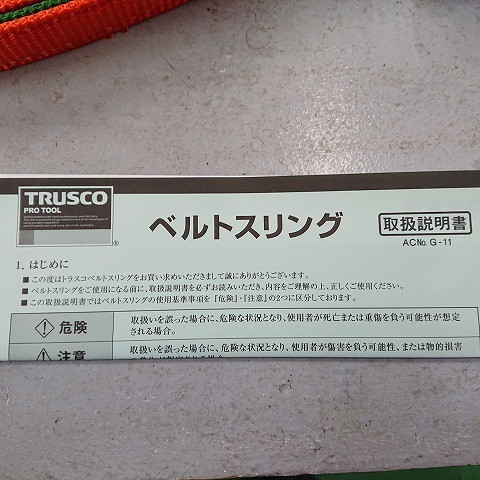 TRUSCO
PRO TOOL
ベルトスリング
取扱説明書
ACNo. G-11
1. はじめに
■ この度はトラスコベルトスリングをお買い求めいただきまして誠にありがとうございます。
■ ベルトスリングをご使用になる前に、取扱説明書を必ずお読みいただき、内容をご理解の上、正しくご使用ください。
■ この取扱説明書ではベルトスリングの使用基準事項を「危険」・「注意」の2つに区分しております。
危険
取扱いを誤った場合に、危険な状況となり、使用者が死亡または重傷を負う可能性が想定
される場合。
注意
取扱いを誤った場合に、危険な状況となり、使用者が傷害を負う可能性、または物的損害